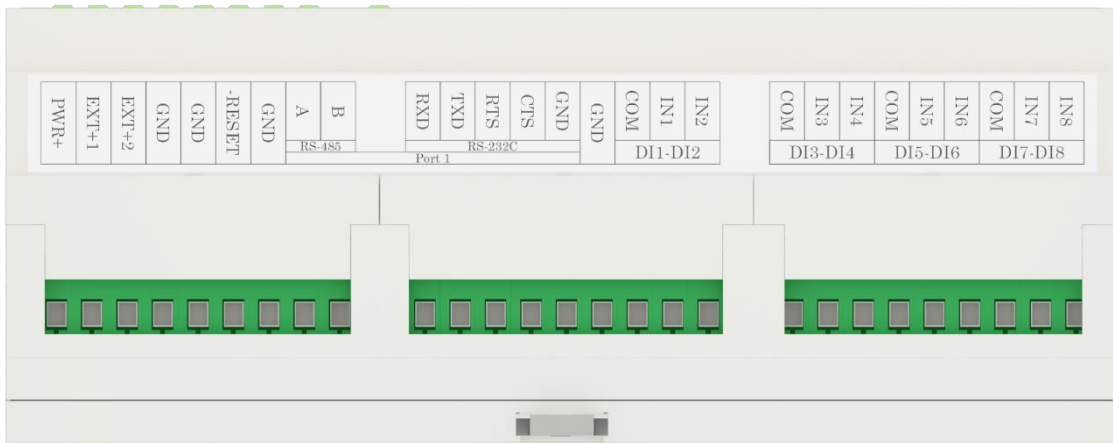 PWR+
EXT+1
EXT+2
GND
GND
-RESET
GND
A
B
RS-485
RXD
TXD
RTS
CTS
GND
RS-232C
Port 1
GND
COM
IN1
IN2
DI1-DI2
COM
IN3
IN4
DI3-DI4
COM
IN5
IN6
DI5-DI6
COM
IN7
IN8
DI7-DI8